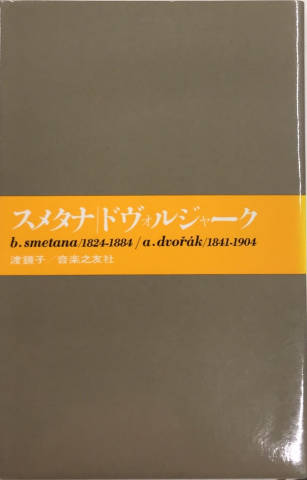 スメタナ|ドヴォルジャーク
b.smetana/1824-1884/a.dvořák/1841-1904
渡鏡子/音楽之友社